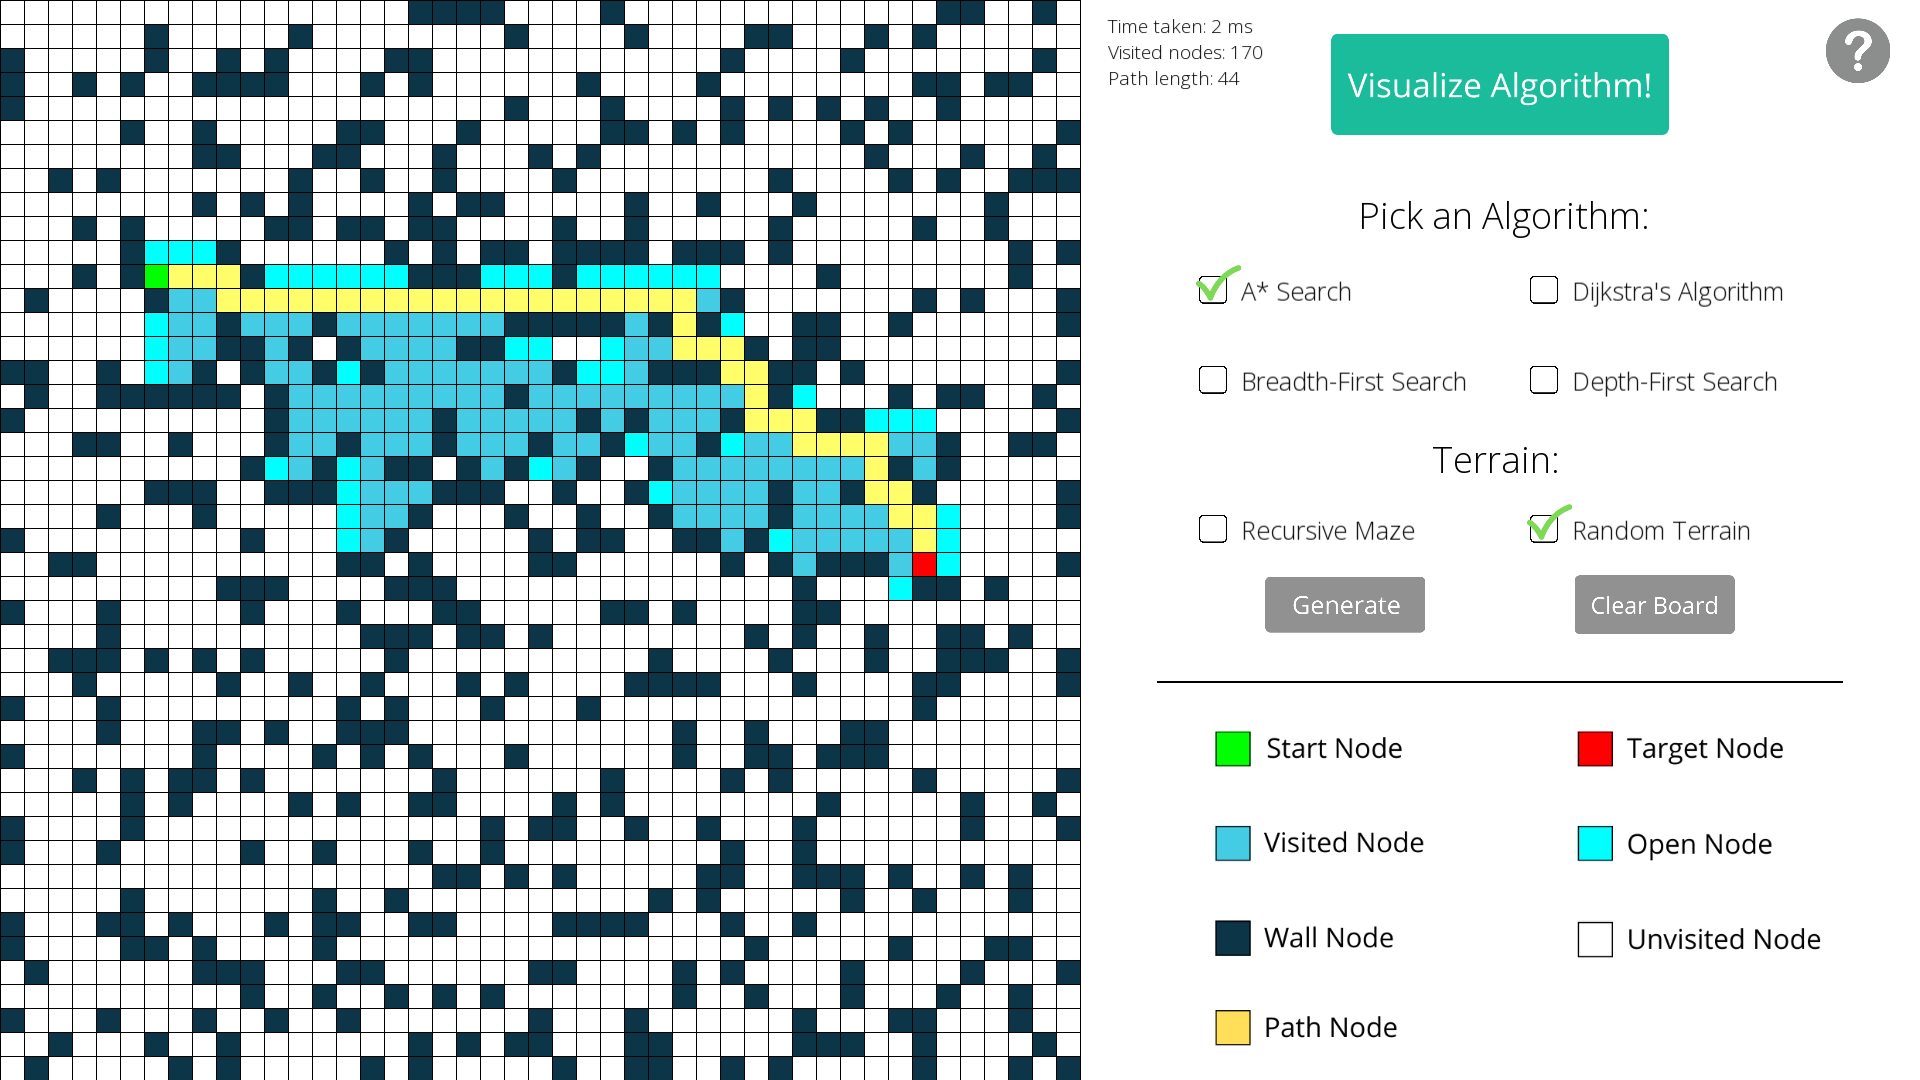 Time taken: 2 ms
Visited nodes: 170
Path length: 44
Visualize Algorithm!
?
Pick an Algorithm:
A* Search
Dijkstra's Algorithm
Breadth-First Search
Depth-First Search
Terrain:
Recursive Maze
Random Terrain
Generate
Clear Board
Start Node
Target Node
Visited Node
Open Node
Wall Node
Unvisited Node
Path Node